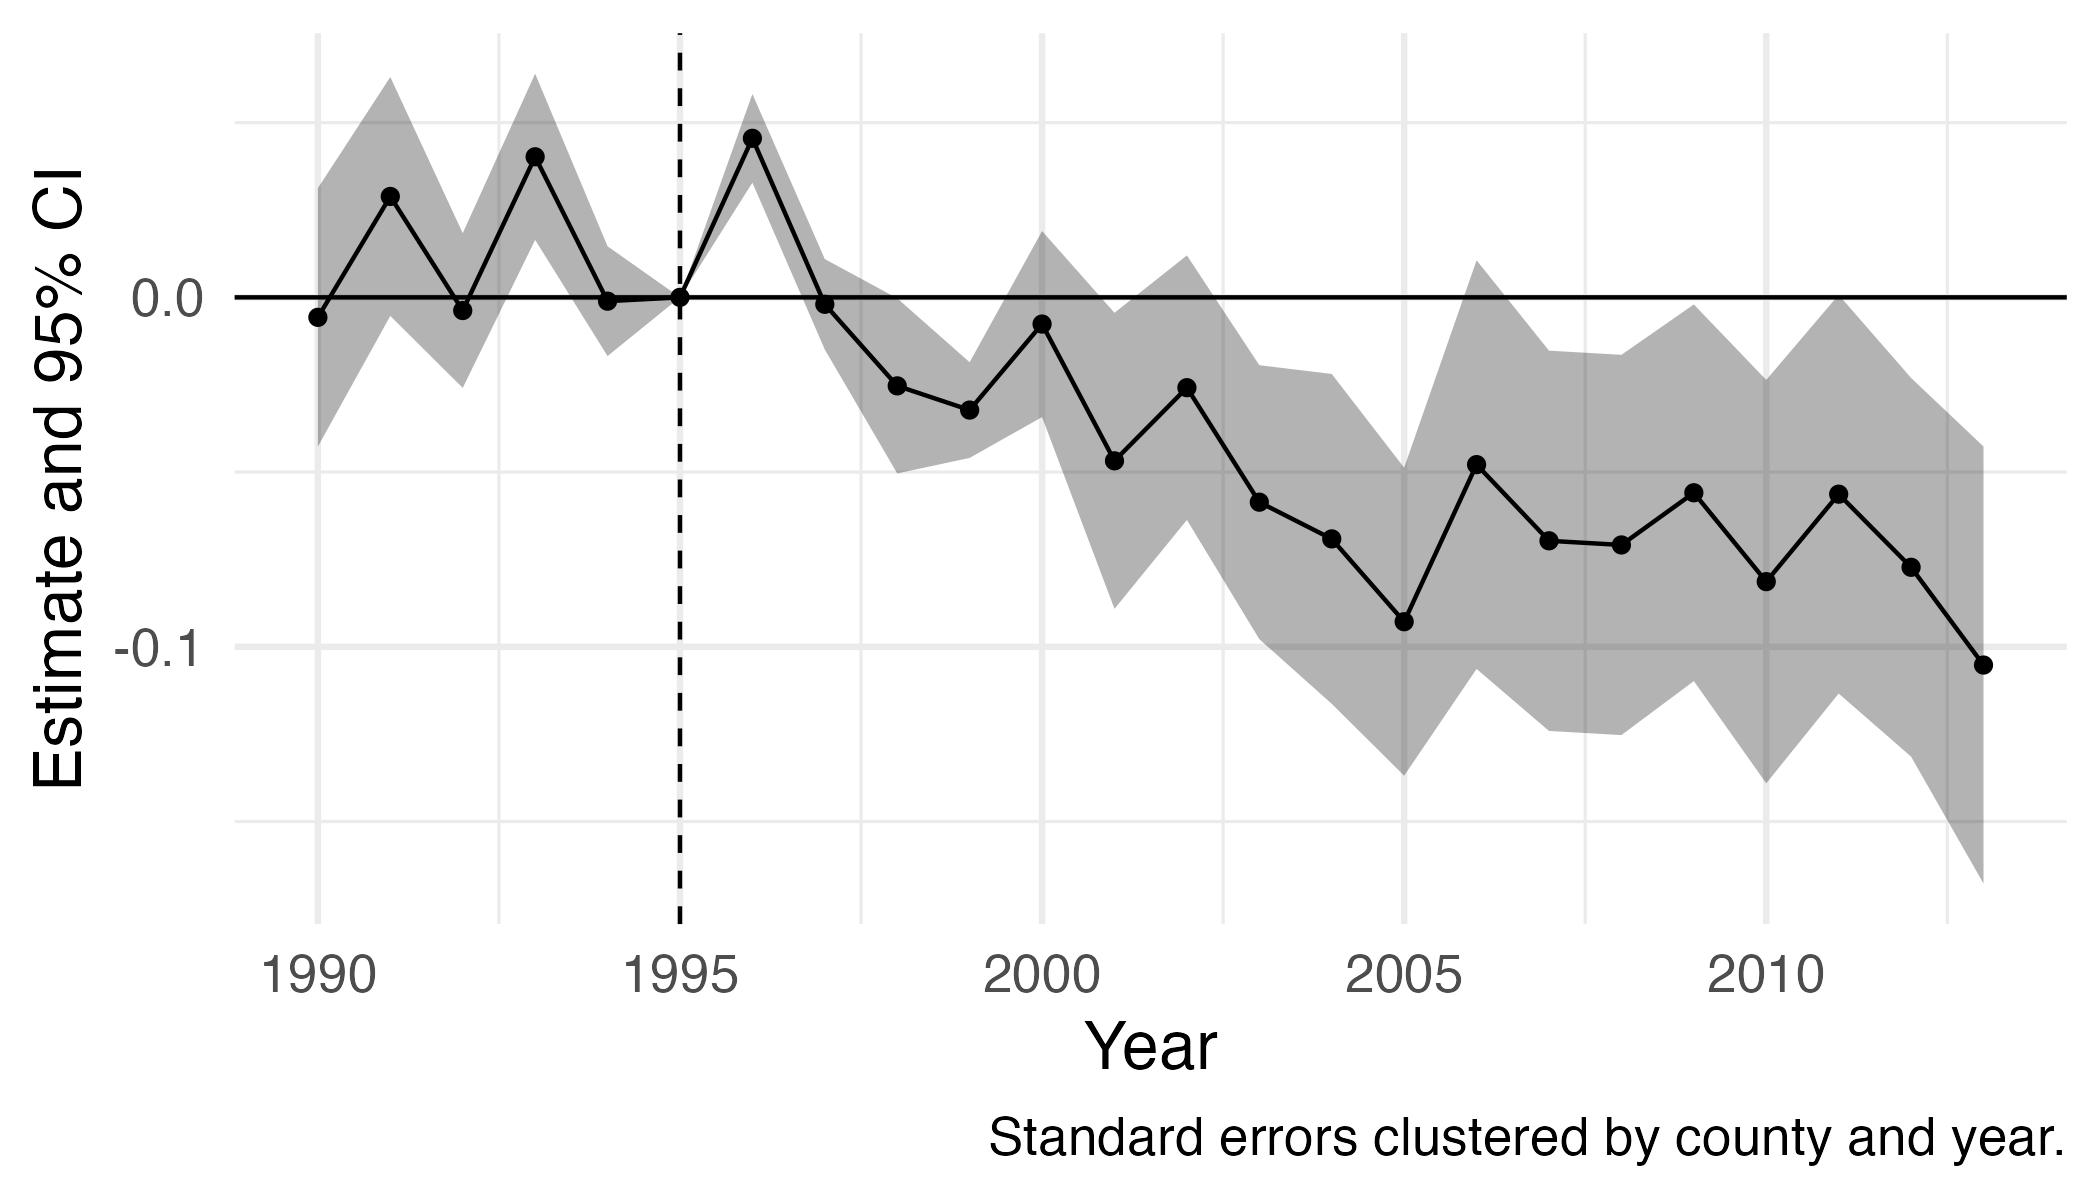 Estimate and 95% CI
0.0
-0.1
1990 1995 2000 2005 2010
Year
Standard errors clustered by county and year.